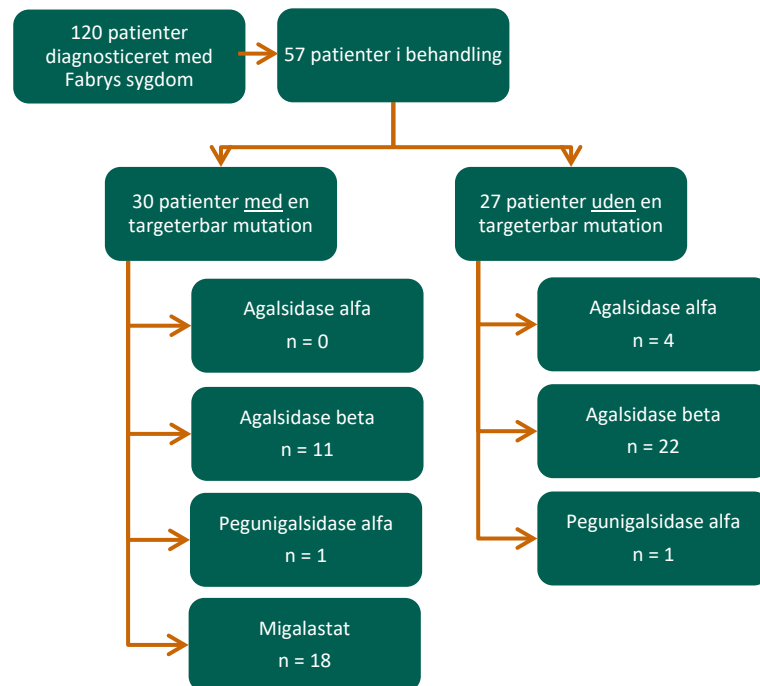 120 patienter
diagnosticeret med
Fabrys sygdom
57 patienter i behandling
30 patienter med en
targeterbar mutation
Agalsidase alfa
n = 0
Agalsidase beta
n = 11
Pegunigalsidase alfa
n = 1
Migalastat
n = 18
27 patienter uden en
targeterbar mutation
Agalsidase alfa
n = 4
Agalsidase beta
n = 22
Pegunigalsidase alfa
n = 1